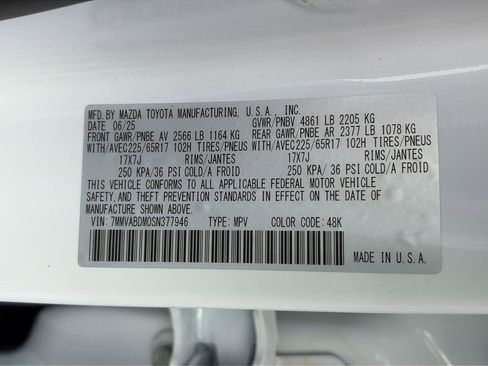 MFD.BY MAZDA TOYOTA MANUFACTURING, U.S.A., INC.
DATE 06/25 GVWR/PNBV 4861 LB 2205 KG
FRONT GAWR/PNBE AV 2566 LB 1164 KG REAR GAWR/PNBE AR 2377 LB 1078 KG
WITH/AVEC225/65R17 102H TIRES/PNEUS WITH/AVEC225/65R17 102H TIRES/PNEUS
17X7J RIMS/JANTES 17X7J RIMS/JANTES
250 KPA/ 36 PSI COLD/A FROID 250 KPA/ 36 PSI COLD/A FROID
THIS VEHICLE CONFORMS TO ALL APPLICABLE FEDERAL MOTOR VEHICLE
SAFETY, AND THEFT PREVENTION STANDARDS IN EFFECT ON THE DATE OF
MANUFACTURE SHOWN ABOVE.
VIN: 7MMVABDM0SN377946 TYPE: MPV COLOR CODE: 48K
MADE IN U.S.A.